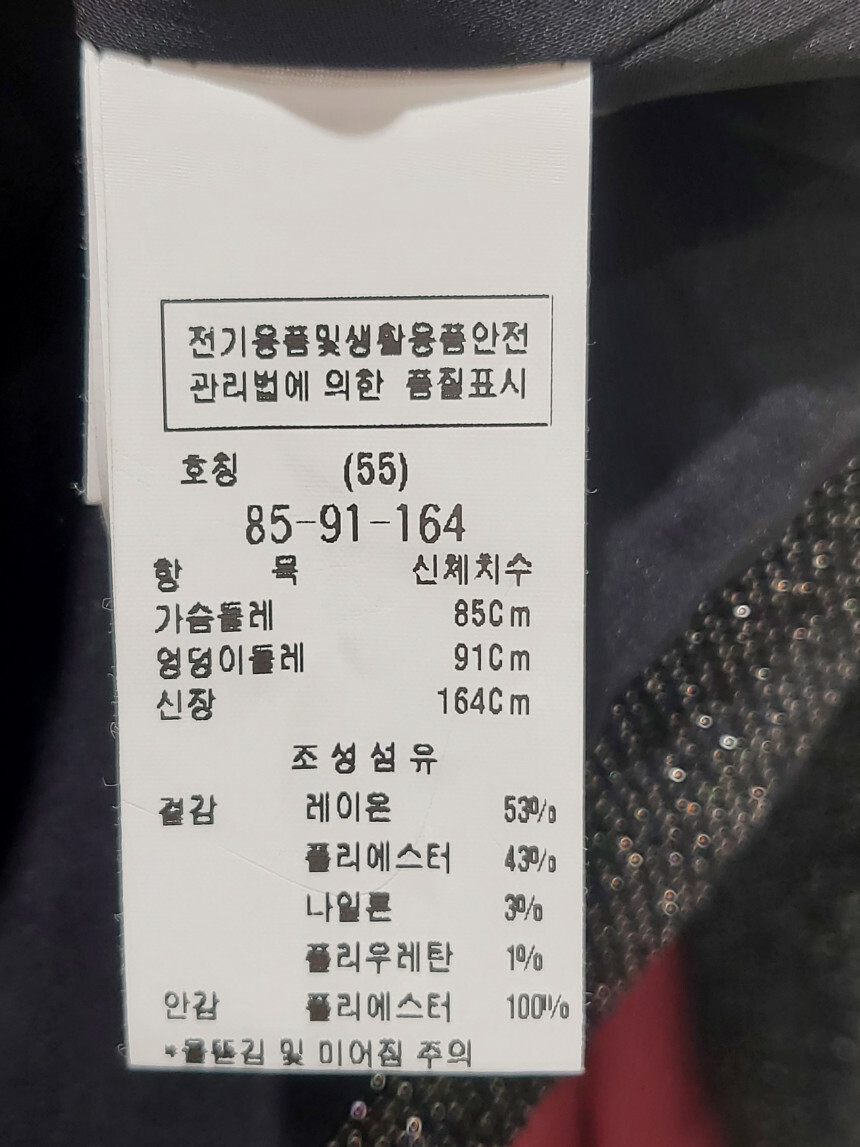 전기용품및생활용품안전
관리법에 의한 품질표시
호칭 (55)
85-91-164
항 목 신체치수
가슴둘레 85Cm
엉덩이둘레 91Cm
신장 164Cm
조성섬유
겉감 레이온 53%
폴리에스터 43%
나일론 3%
폴리우레탄 1%
안감 폴리에스터 100%
*올뜯김 및 미어짐 주의